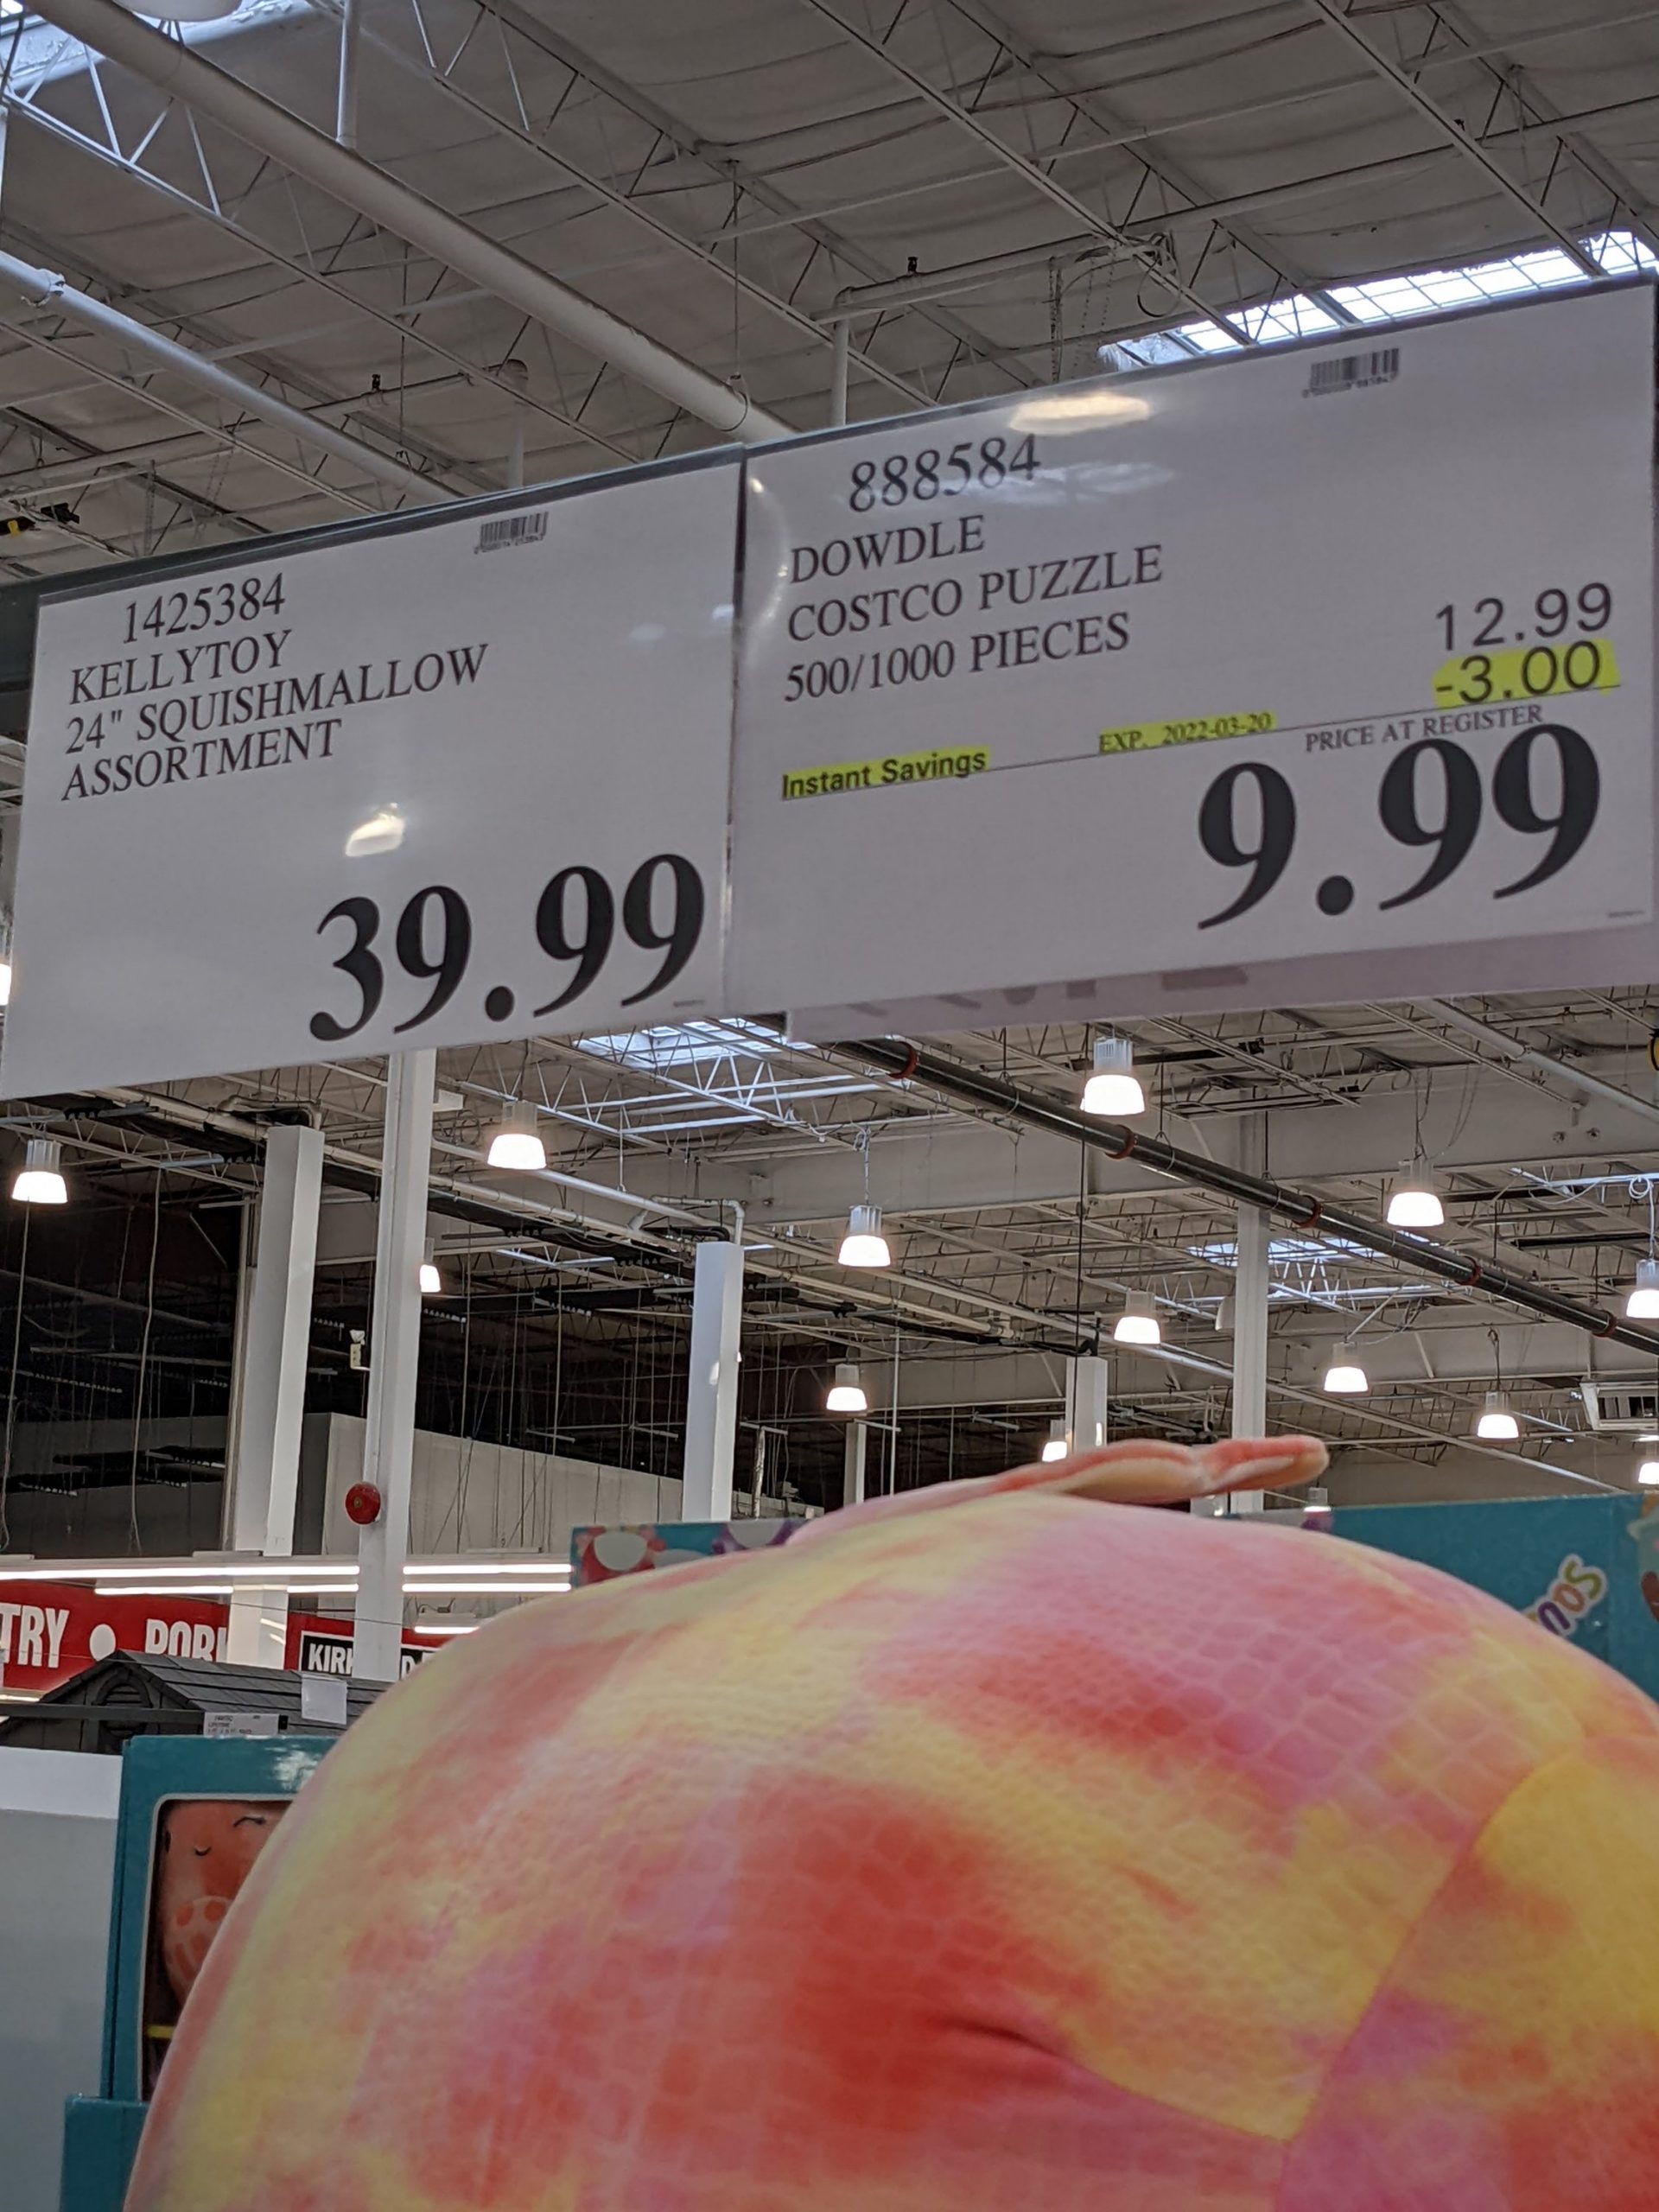 1425384
KELLYTOY
24" SQUISHMALLOW
ASSORTMENT
39.99
888584
DOWDLE
COSTCO PUZZLE
500/1000 PIECES
12.99
-3.00
Instant Savings
EXP. 2022-03-20
PRICE AT REGISTER
9.99
TRY • PORK
KIRK